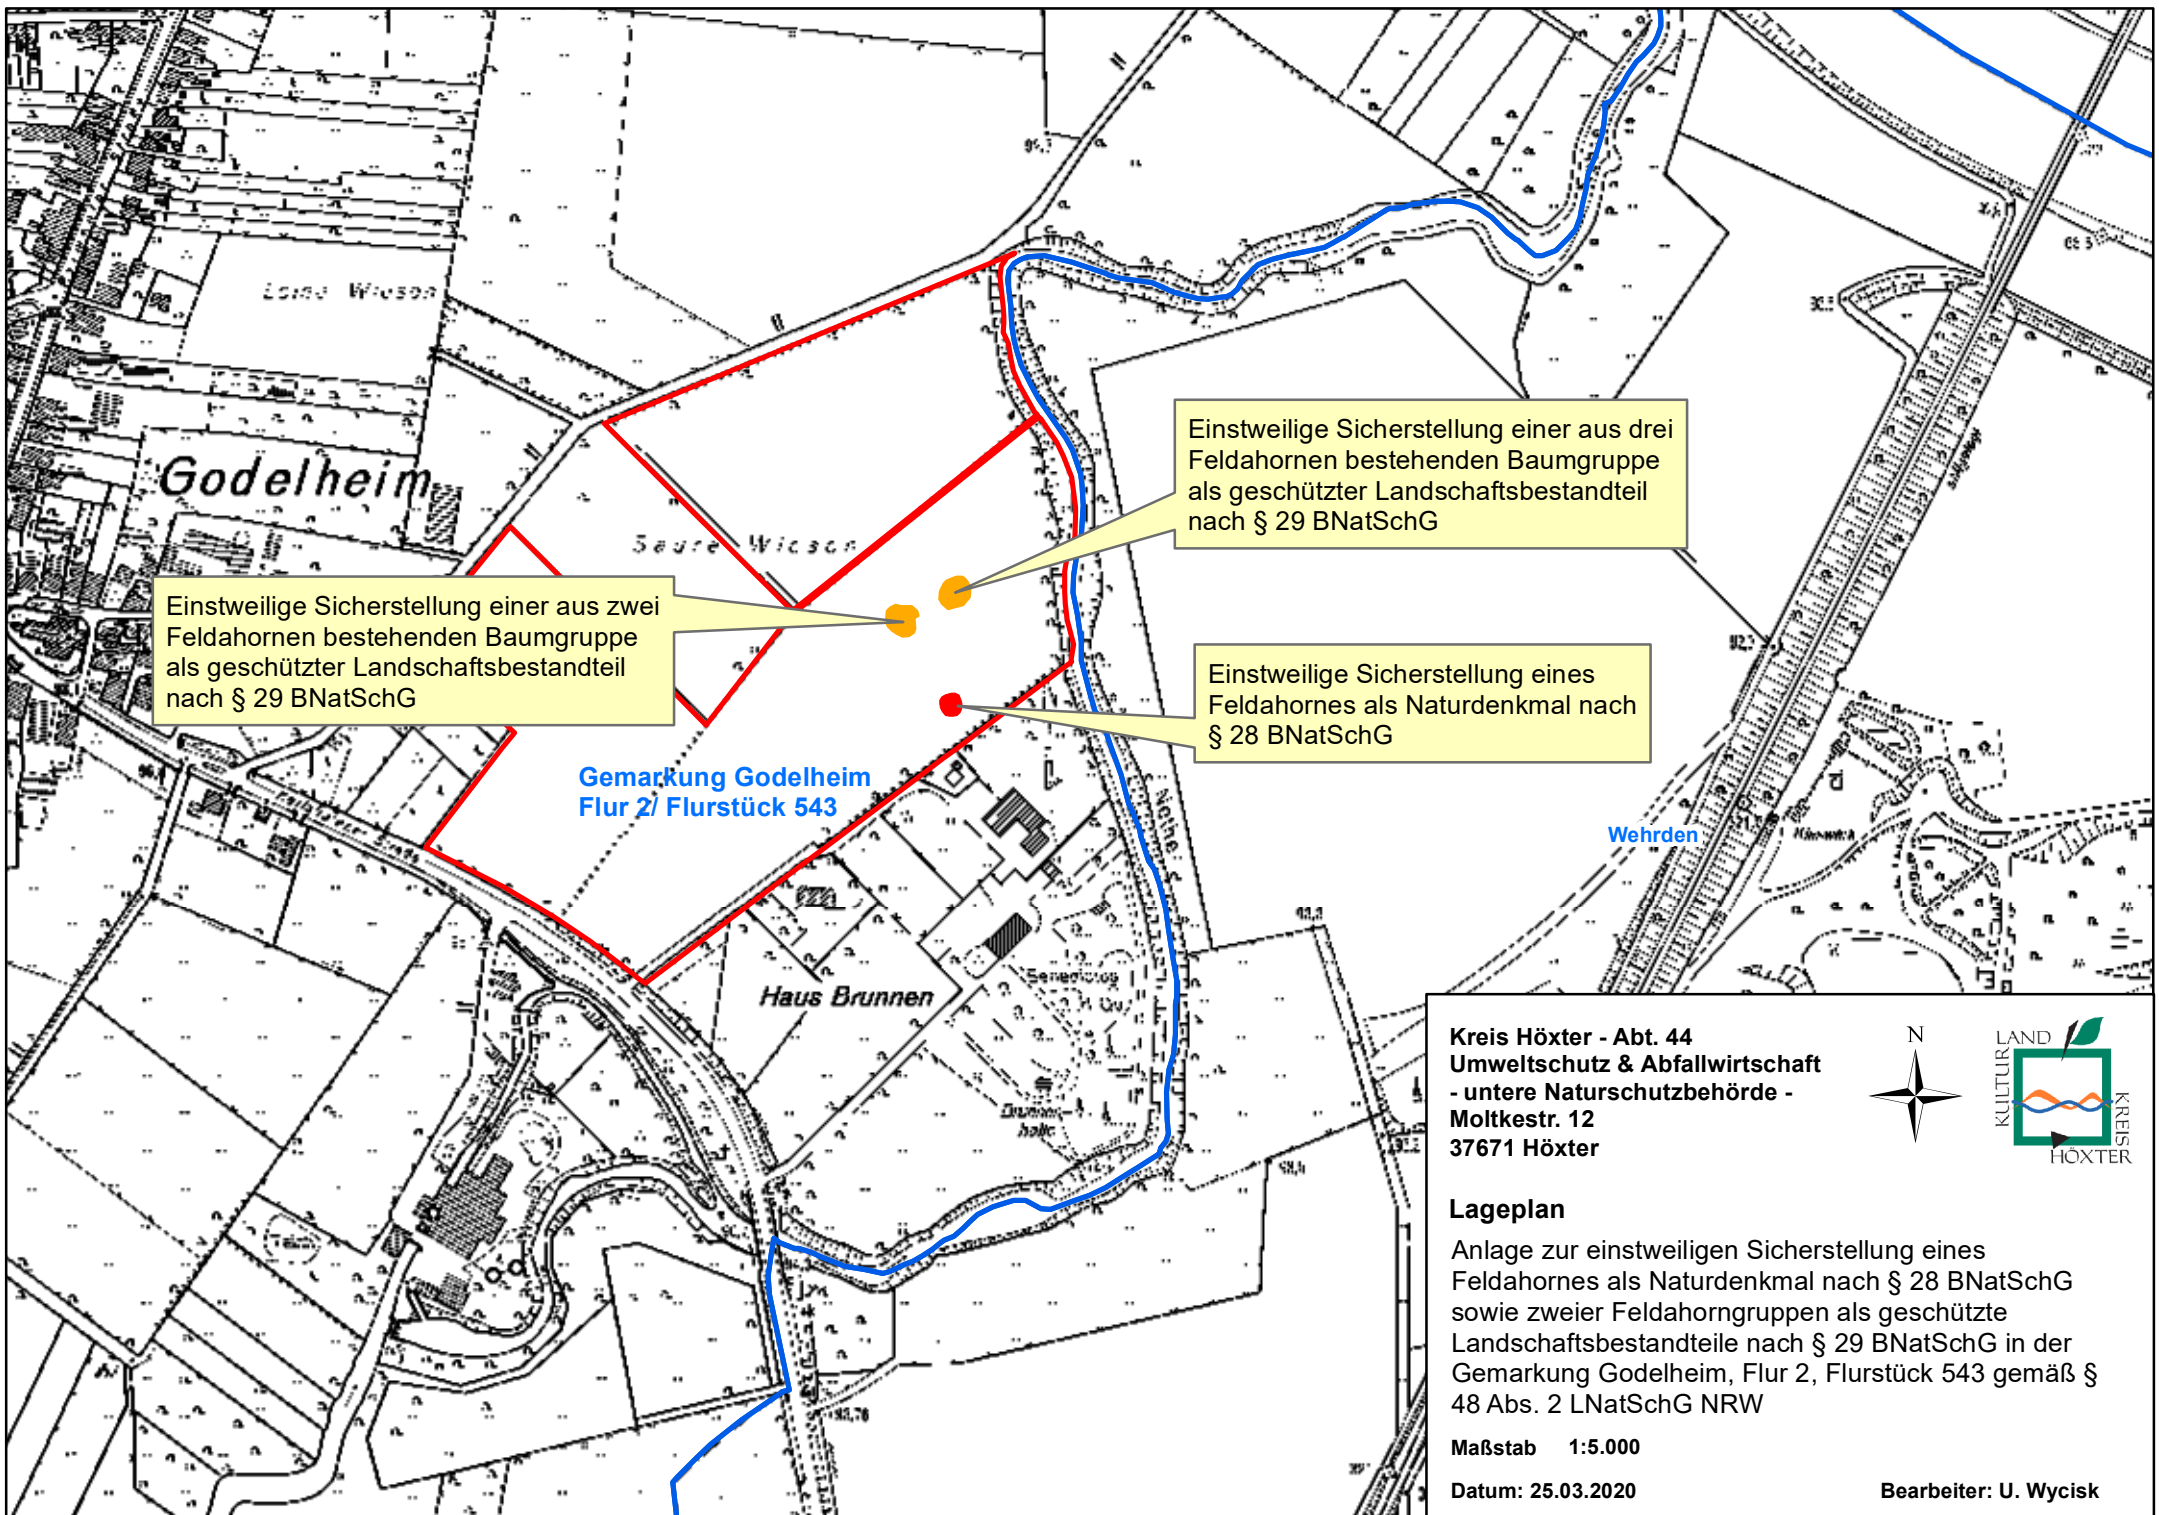 Godelheim
Einstweilige Sicherstellung einer aus drei
Feldahornen bestehenden Baumgruppe
als geschützter Landschaftsbestandteil
nach § 29 BNatSchG
Einstweilige Sicherstellung einer aus zwei
Feldahornen bestehenden Baumgruppe
als geschützter Landschaftsbestandteil
nach § 29 BNatSchG
Einstweilige Sicherstellung eines
Feldahornes als Naturdenkmal nach
§ 28 BNatSchG
Gemarkung Godelheim
Flur 2/ Flurstück 543
Wehrden
Nethe
Haus Brunnen
93,76
Kreis Höxter - Abt. 44
Umweltschutz & Abfallwirtschaft
- untere Naturschutzbehörde -
Moltkestr. 12
37671 Höxter
N
KULTURLAND
KREIS
HÖXTER
Lageplan
Anlage zur einstweiligen Sicherstellung eines
Feldahornes als Naturdenkmal nach § 28 BNatSchG
sowie zweier Feldahorngruppen als geschützte
Landschaftsbestandteile nach § 29 BNatSchG in der
Gemarkung Godelheim, Flur 2, Flurstück 543 gemäß §
48 Abs. 2 LNatSchG NRW
Maßstab 1:5.000
Datum: 25.03.2020 Bearbeiter: U. Wycisk